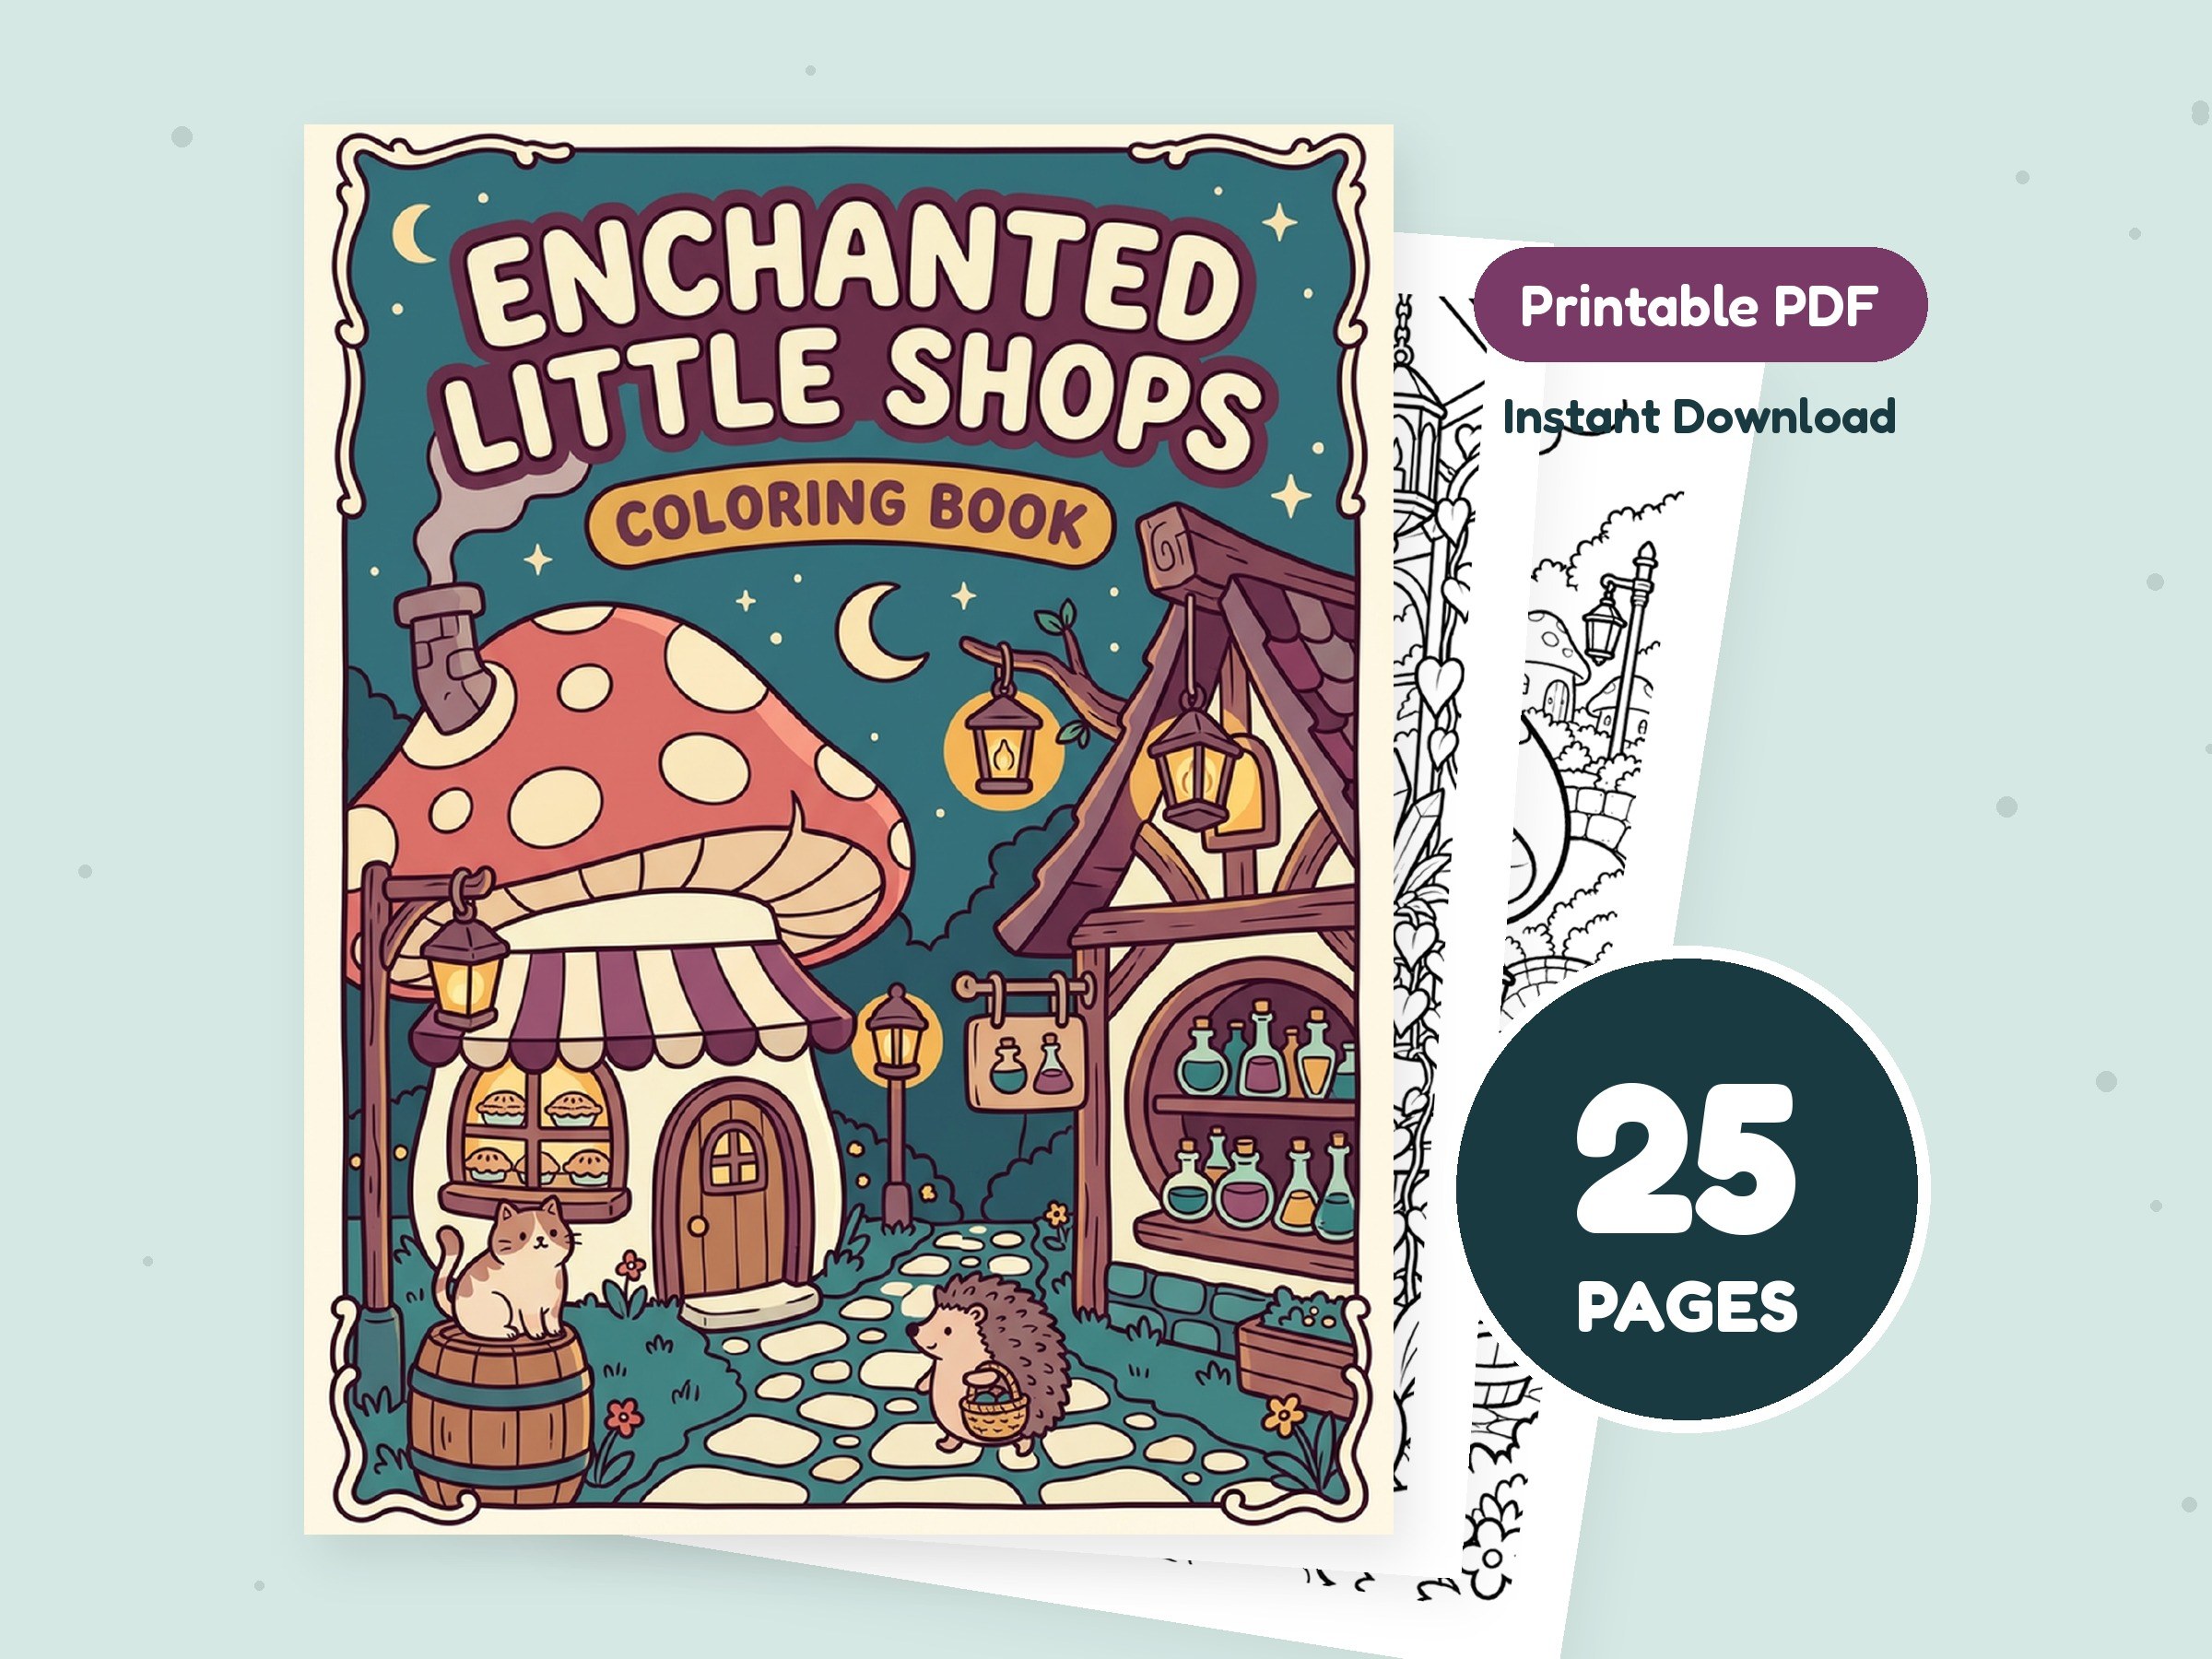 ENCHANTED
LITTLE SHOPS
COLORING BOOK
Printable PDF
Instant Download
25
PAGES